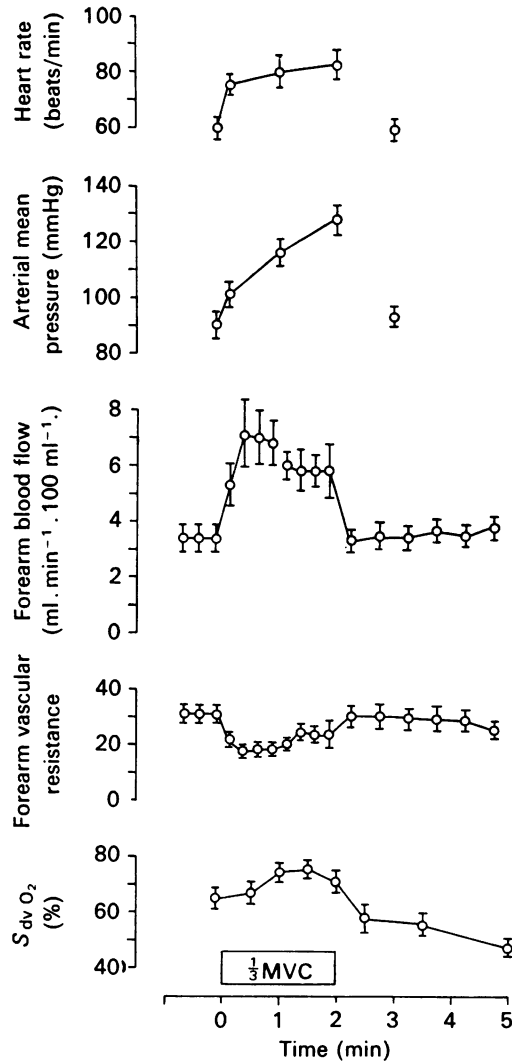 Heart rate
(beats/min)
100
80
60
Arterial mean
pressure (mmHg)
140
120
100
80
Forearm blood flow
(ml . min⁻¹ . 100 ml⁻¹.)
8
6
4
2
0
Forearm vascular
resistance
40
20
0
S dv O₂
(%)
80
60
40
⅓ MVC
0 1 2 3 4 5
Time (min)